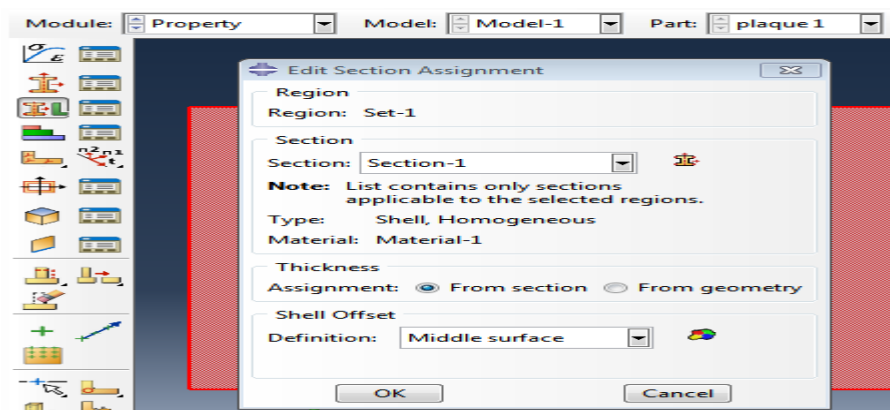 Module: Property Model: Model-1 Part: plaque 1
σ ε
Edit Section Assignment
Region
Region: Set-1
Section
n2 n1
t
Section: Section-1
Note: List contains only sections
applicable to the selected regions.
Type: Shell, Homogeneous
Material: Material-1
Thickness
Assignment: From section From geometry
Shell Offset
Definition: Middle surface
OK Cancel